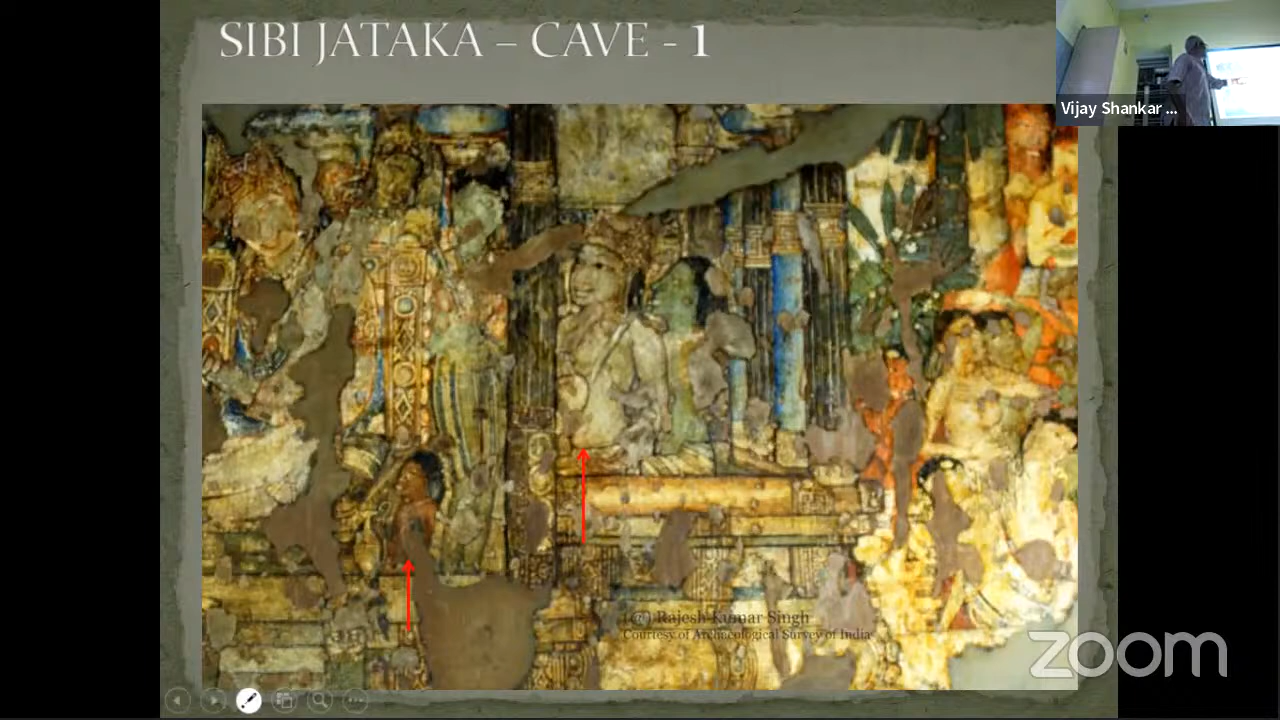 SIBI JATAKA – CAVE - 1
Vijay Shankar ...
(@) Rajesh Kumar Singh
Courtesy of Archaeological Survey of India
zoom